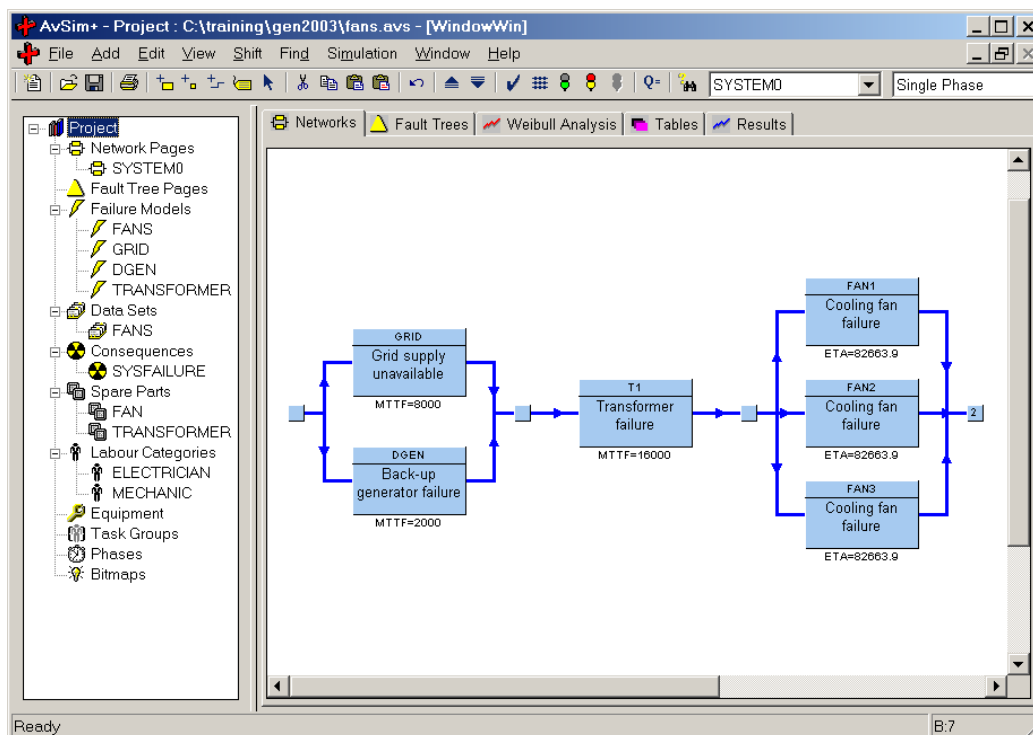 AvSim+ - Project : C:\training\gen2003\fans.avs - [WindowWin]
File Add Edit View Shift Find Simulation Window Help
Q= SYSTEM0 Single Phase
Project
Network Pages
SYSTEM0
Fault Tree Pages
Failure Models
FANS
GRID
DGEN
TRANSFORMER
Data Sets
FANS
Consequences
SYSFAILURE
Spare Parts
FAN
TRANSFORMER
Labour Categories
ELECTRICIAN
MECHANIC
Equipment
Task Groups
Phases
Bitmaps
Networks Fault Trees Weibull Analysis Tables Results
GRID
Grid supply
unavailable
MTTF=8000
DGEN
Back-up
generator failure
MTTF=2000
T1
Transformer
failure
MTTF=16000
FAN1
Cooling fan
failure
ETA=82663.9
FAN2
Cooling fan
failure
ETA=82663.9
FAN3
Cooling fan
failure
ETA=82663.9
2
Ready B:7